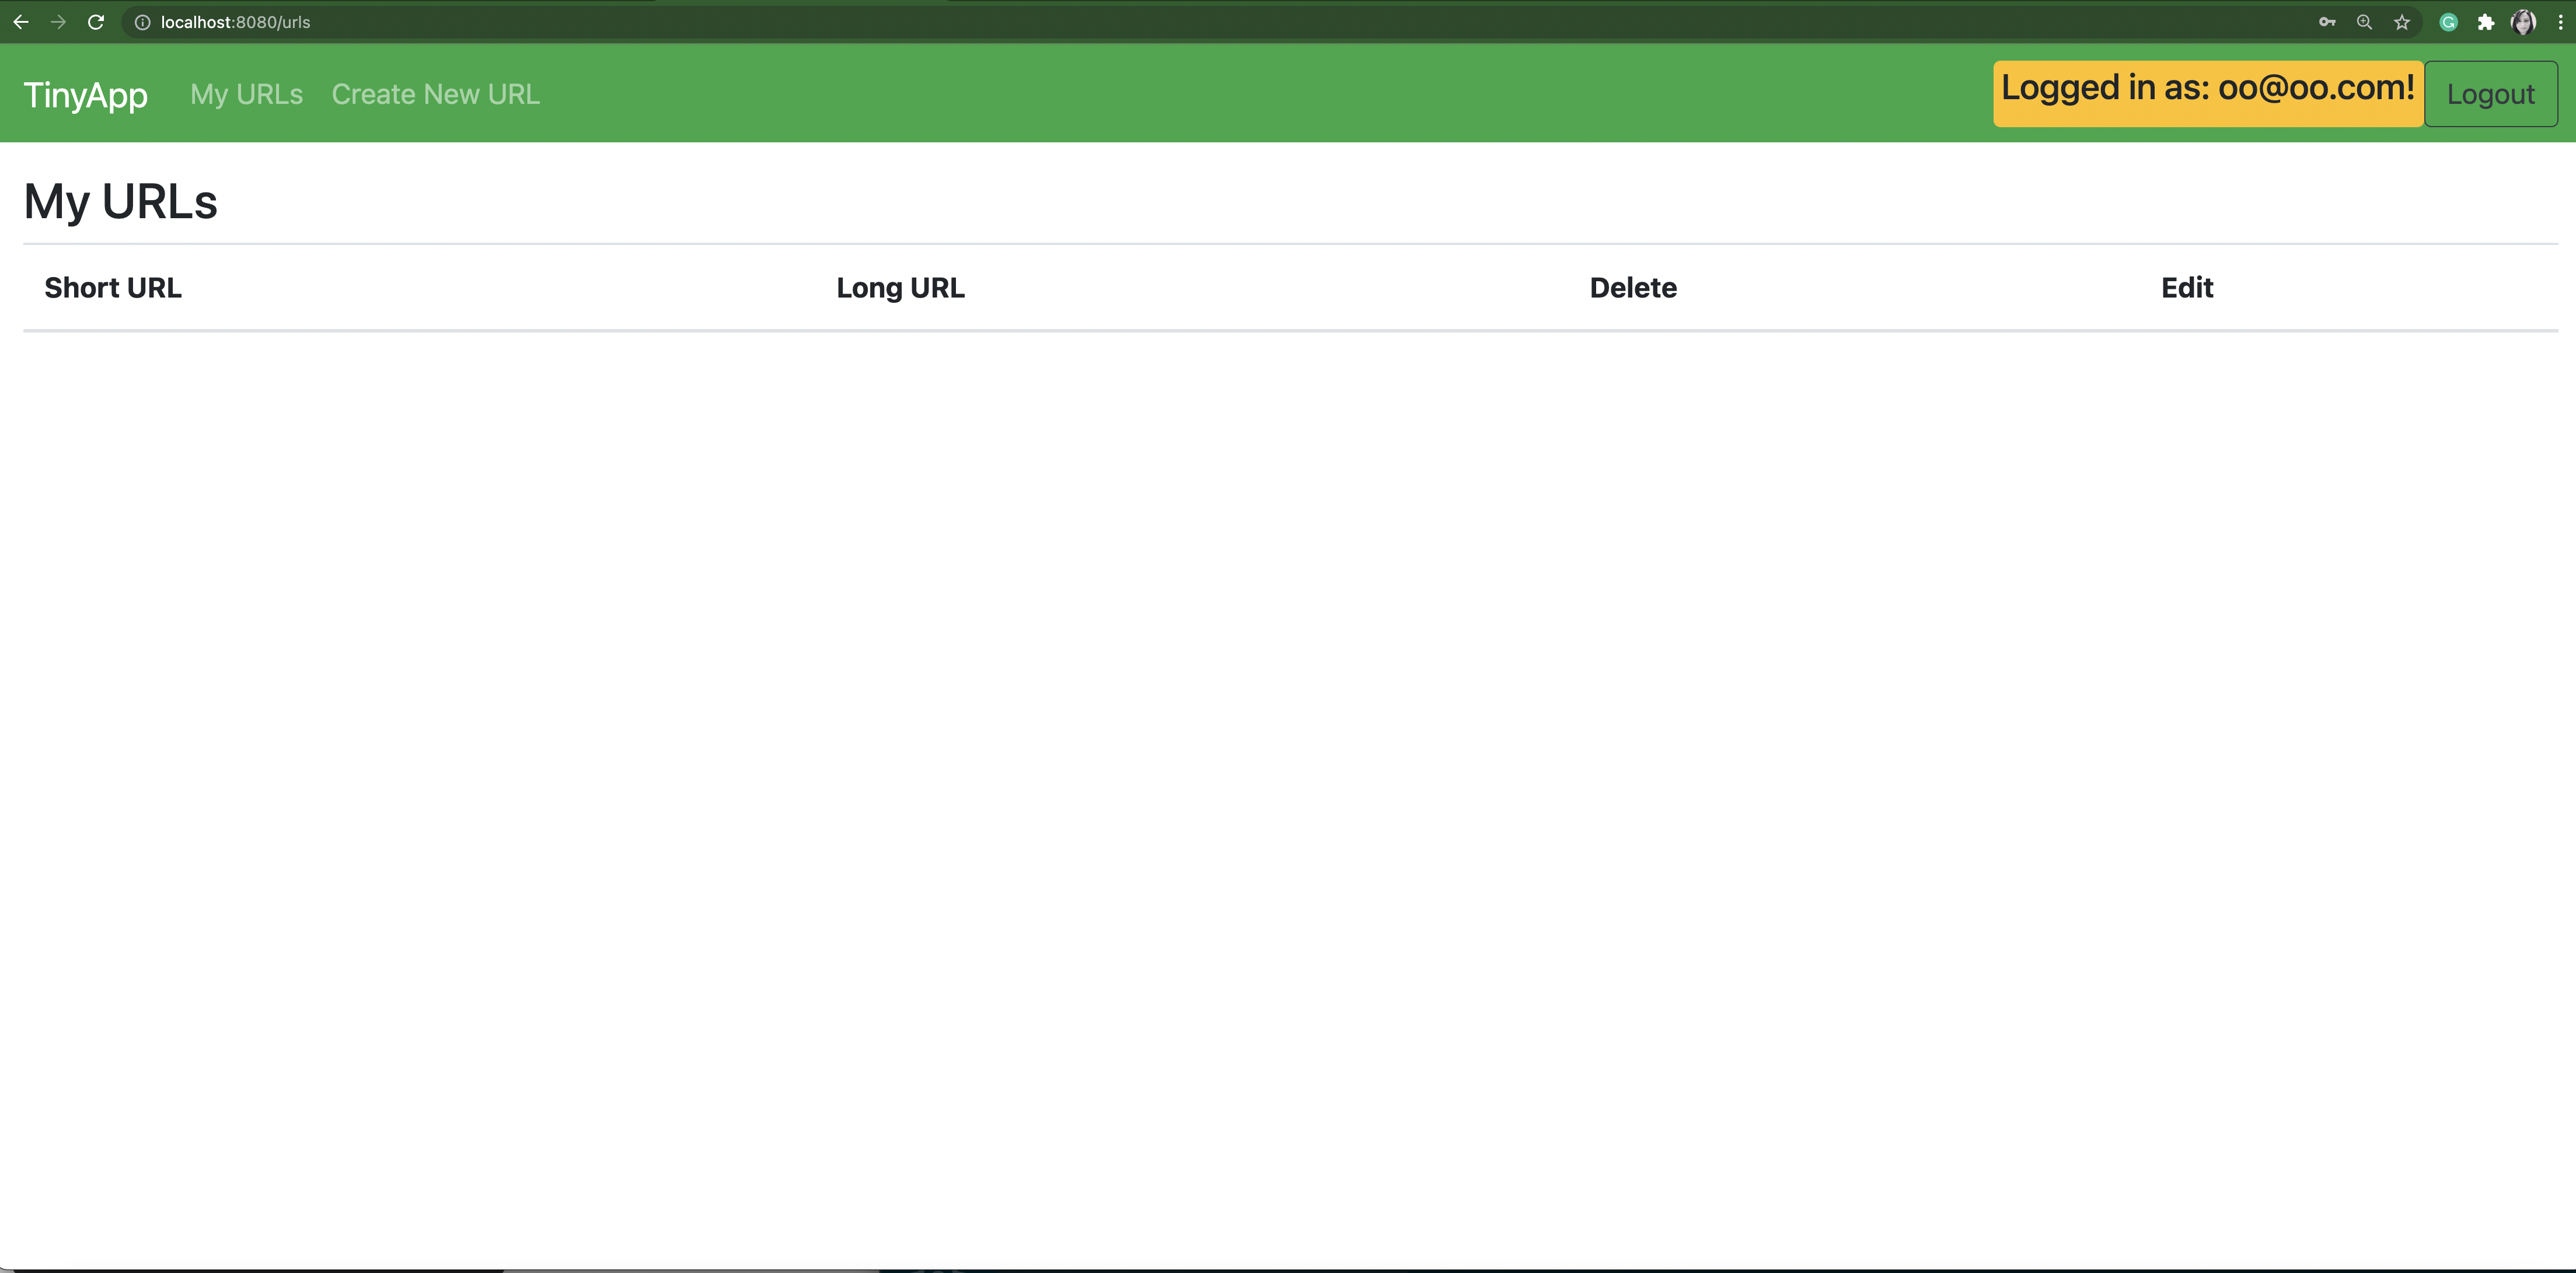 localhost:8080/urls
TinyApp My URLs Create New URL Logged in as: oo@oo.com! Logout
My URLs
Short URL Long URL Delete Edit